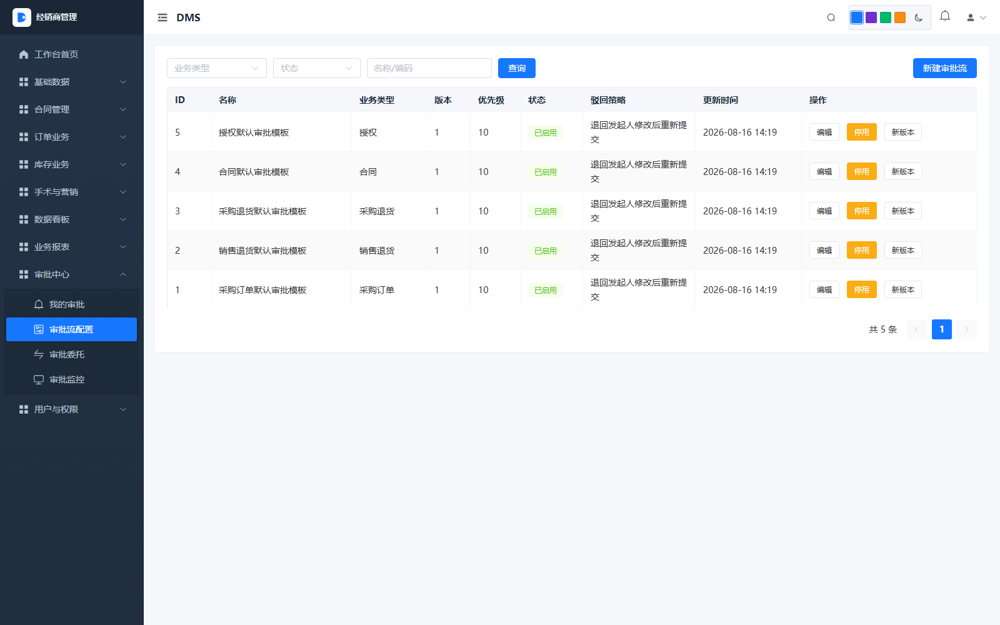 经销商管理
DMS
工作台首页
基础数据
合同管理
订单业务
库存业务
手术与营销
数据看板
业务报表
审批中心
我的审批
审批流配置
审批委托
审批监控
用户与权限
业务类型
状态
名称/编码
查询
新建审批流
ID 名称 业务类型 版本 优先级 状态 驳回策略 更新时间 操作
5 授权默认审批模板 授权 1 10 已启用 退回发起人修改后重新提 2026-08-16 14:19 编辑 停用 新版本
交
4 合同默认审批模板 合同 1 10 已启用 退回发起人修改后重新提 2026-08-16 14:19 编辑 停用 新版本
交
3 采购退货默认审批模板 采购退货 1 10 已启用 退回发起人修改后重新提 2026-08-16 14:19 编辑 停用 新版本
交
2 销售退货默认审批模板 销售退货 1 10 已启用 退回发起人修改后重新提 2026-08-16 14:19 编辑 停用 新版本
交
1 采购订单默认审批模板 采购订单 1 10 已启用 退回发起人修改后重新提 2026-08-16 14:19 编辑 停用 新版本
交
共 5 条 1